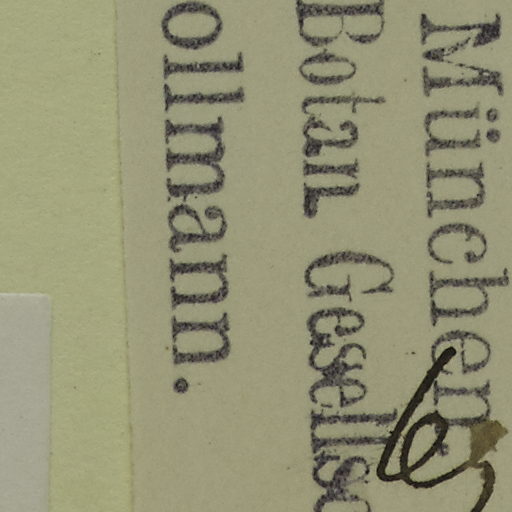 München
Botan. Gesellsc
ollmann.